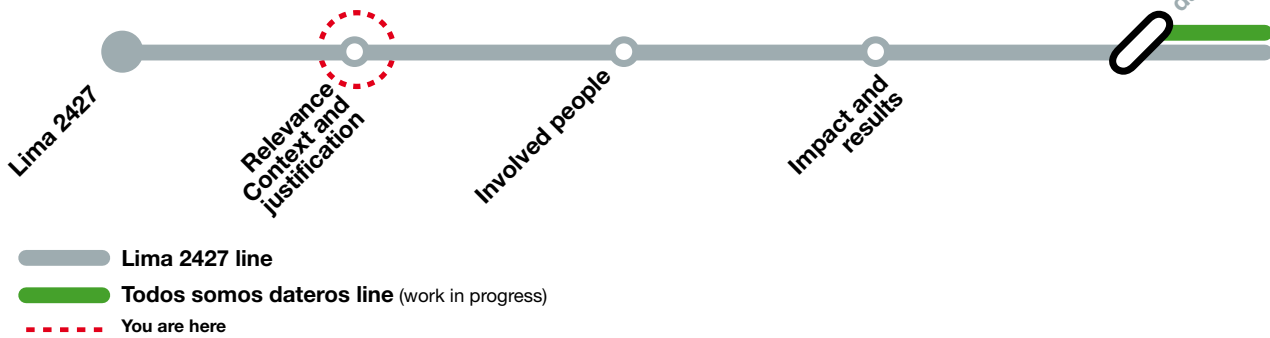 Lima 2427
Relevance
Context and
justification
Involved people
Impact and
results
Lima 2427 line
Todos somos dateros line (work in progress)
You are here